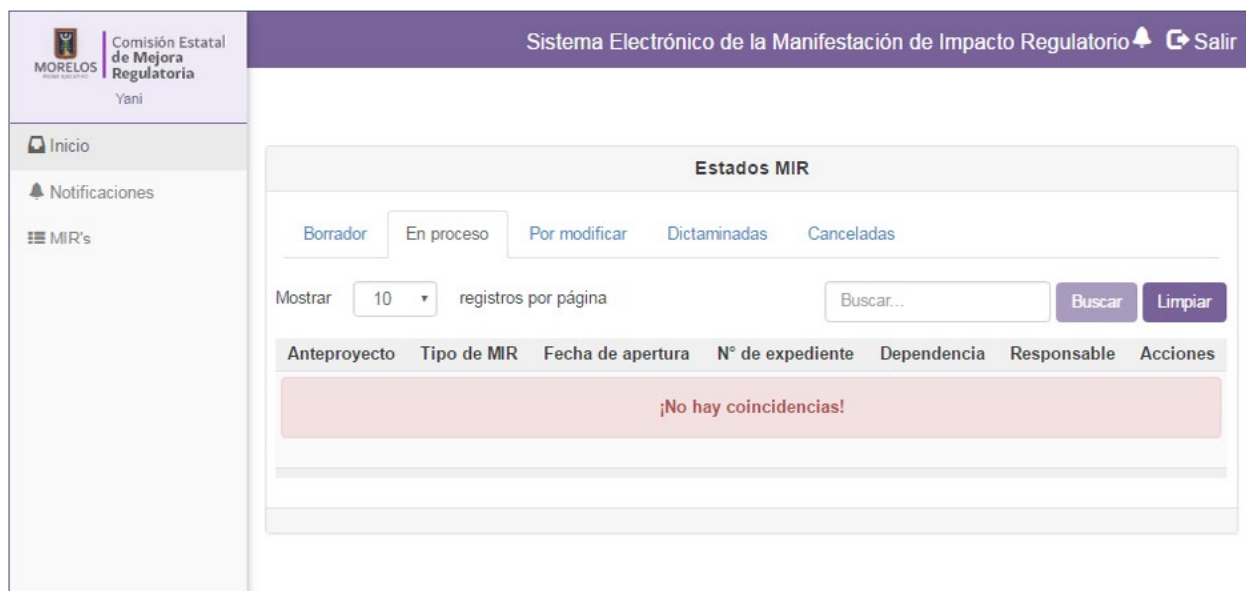 MORELOS
PODER EJECUTIVO
Comisión Estatal
de Mejora
Regulatoria
Yani
Sistema Electrónico de la Manifestación de Impacto Regulatorio Salir
Inicio
Notificaciones
MIR's
Estados MIR
Borrador En proceso Por modificar Dictaminadas Canceladas
Mostrar 10 registros por página Buscar... Buscar Limpiar
Anteproyecto Tipo de MIR Fecha de apertura N° de expediente Dependencia Responsable Acciones
¡No hay coincidencias!